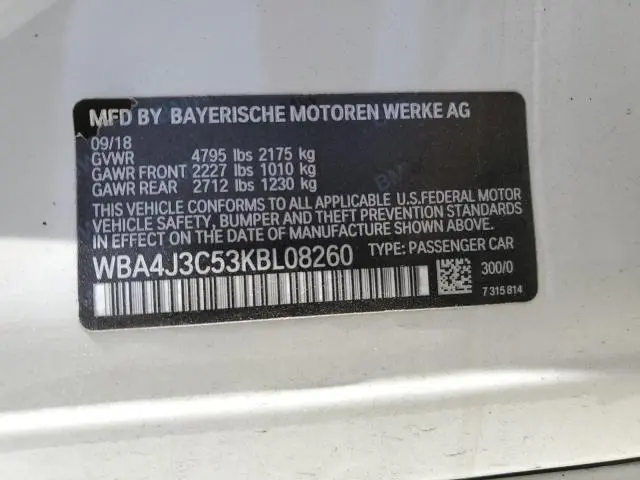 MFD BY BAYERISCHE MOTOREN WERKE AG
09/18
GVWR 4795 lbs 2175 kg
GAWR FRONT 2227 lbs 1010 kg
GAWR REAR 2712 lbs 1230 kg
THIS VEHICLE CONFORMS TO ALL APPLICABLE U.S.FEDERAL MOTOR
VEHICLE SAFETY, BUMPER AND THEFT PREVENTION STANDARDS
IN EFFECT ON THE DATE OF MANUFACTURE SHOWN ABOVE.
WBA4J3C53KBL08260 TYPE: PASSENGER CAR
300/0
7 315 814